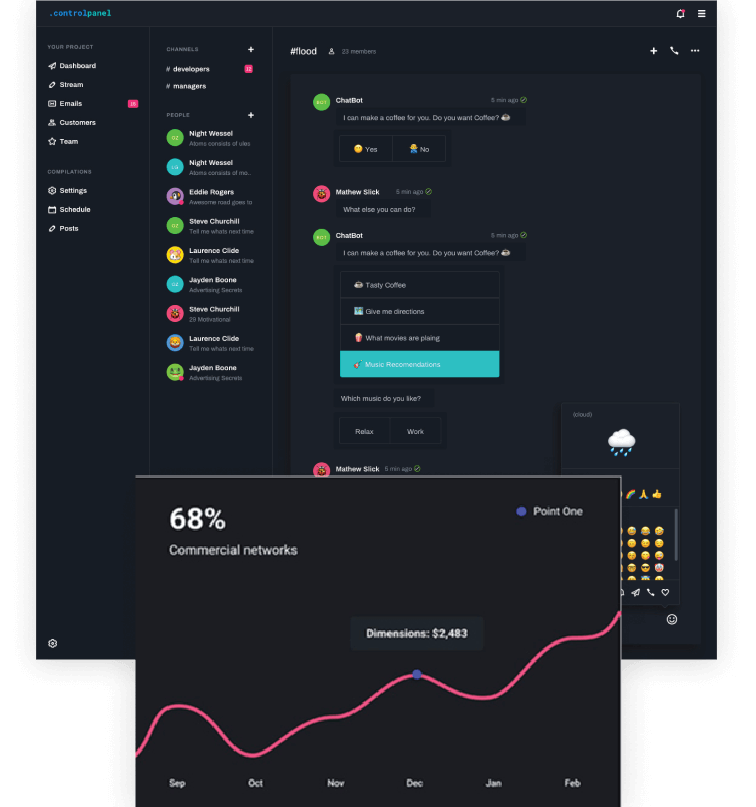 .controlpanel
YOUR PROJECT
Dashboard
Stream
Emails
Customers
Team
COMPILATIONS
Settings
Schedule
Posts
CHANNELS +
# developers
# managers
PEOPLE +
Night Wessel
Atoms consists of ules
Night Wessel
Atoms consists of mo..
Eddie Rogers
Awesome road goes to
Steve Churchill
Tell me whats next time
Laurence Clide
Tell me whats next time
Jayden Boone
Advertising Secrets
Steve Churchill
29 Motivational
Laurence Clide
Tell me whats next time
Jayden Boone
Advertising Secrets
#flood 23 members
BOT
ChatBot 5 min ago
I can make a coffee for you. Do you want Coffee?
Yes No
Mathew Slick 5 min ago
What else you can do?
BOT
ChatBot 5 min ago
I can make a coffee for you. Do you want Coffee?
Tasty Coffee
Give me directions
What movies are plaing
Music Recomendations
Which music do you like?
Relax Work
Mathew Slick 5 min ago
(cloud)
68%
Commercial networks
Point One
Dimensions: $2,483
Sep Oct Nov Dec Jan Feb